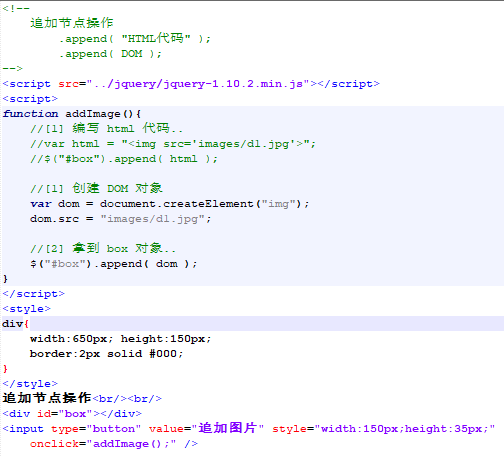 <!--
    追加节点操作
        .append( "HTML代码" );
        .append( DOM );
-->
<script src="../jquery/jquery-1.10.2.min.js"></script>
<script>
function addImage(){
    //[1] 编写 html 代码..
    //var html = "<img src='images/d1.jpg'>";
    //$("#box").append( html );

    //[1] 创建 DOM 对象
    var dom = document.createElement("img");
    dom.src = "images/d1.jpg";

    //[2] 拿到 box 对象..
    $("#box").append( dom );
}
</script>
<style>
div{
    width:650px; height:150px;
    border:2px solid #000;
}
</style>
追加节点操作<br/><br/>
<div id="box"></div>
<input type="button" value="追加图片" style="width:150px;height:35px;"
    onclick="addImage();" />